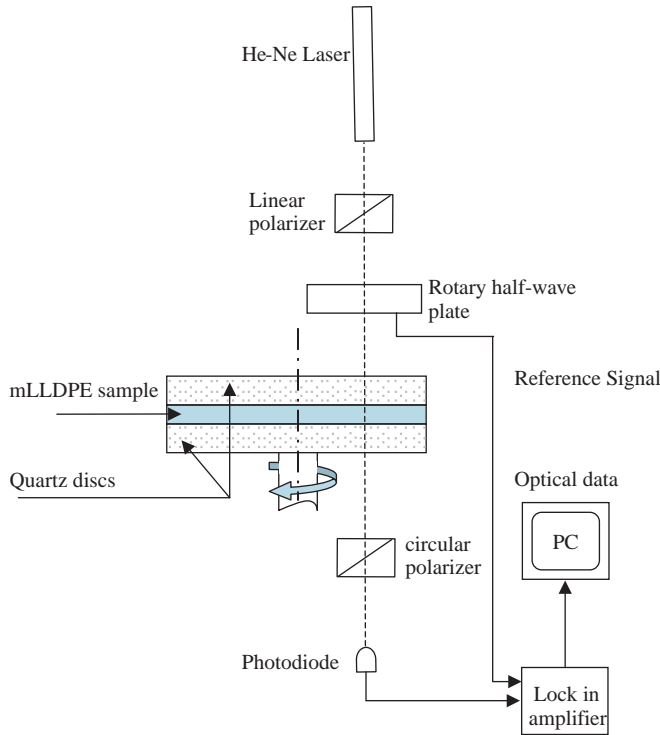 He-Ne Laser
Linear
polarizer
Rotary half-wave
plate
mLLDPE sample
Reference Signal
Quartz discs
Optical data
PC
circular
polarizer
Photodiode
Lock in
amplifier